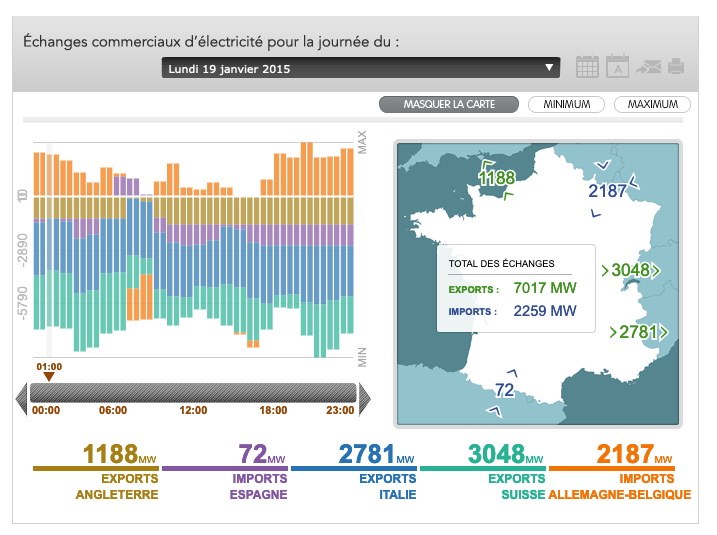 Échanges commerciaux d'électricité pour la journée du :
Lundi 19 janvier 2015
MASQUER LA CARTE MINIMUM MAXIMUM
MAX
100
-2890
-5790
MIN
01:00
00:00 06:00 12:00 18:00 23:00
1188
2187
TOTAL DES ÉCHANGES
EXPORTS : 7017 MW
IMPORTS : 2259 MW
>3048>
>2781>
72
1188MW 72MW 2781MW 3048MW 2187MW
EXPORTS IMPORTS EXPORTS EXPORTS IMPORTS
ANGLETERRE ESPAGNE ITALIE SUISSE ALLEMAGNE-BELGIQUE